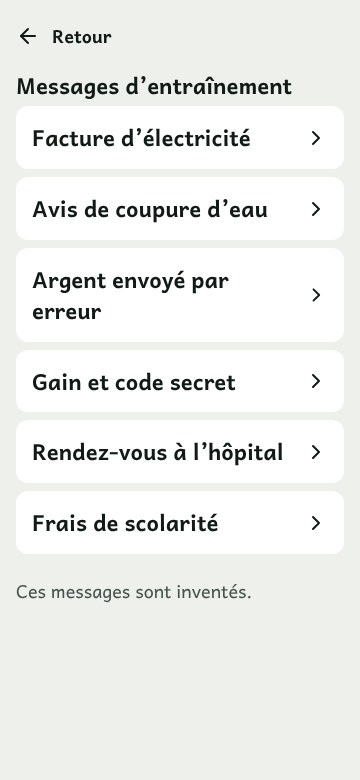 Retour
Messages d’entraînement
Facture d’électricité
Avis de coupure d’eau
Argent envoyé par
erreur
Gain et code secret
Rendez-vous à l’hôpital
Frais de scolarité
Ces messages sont inventés.